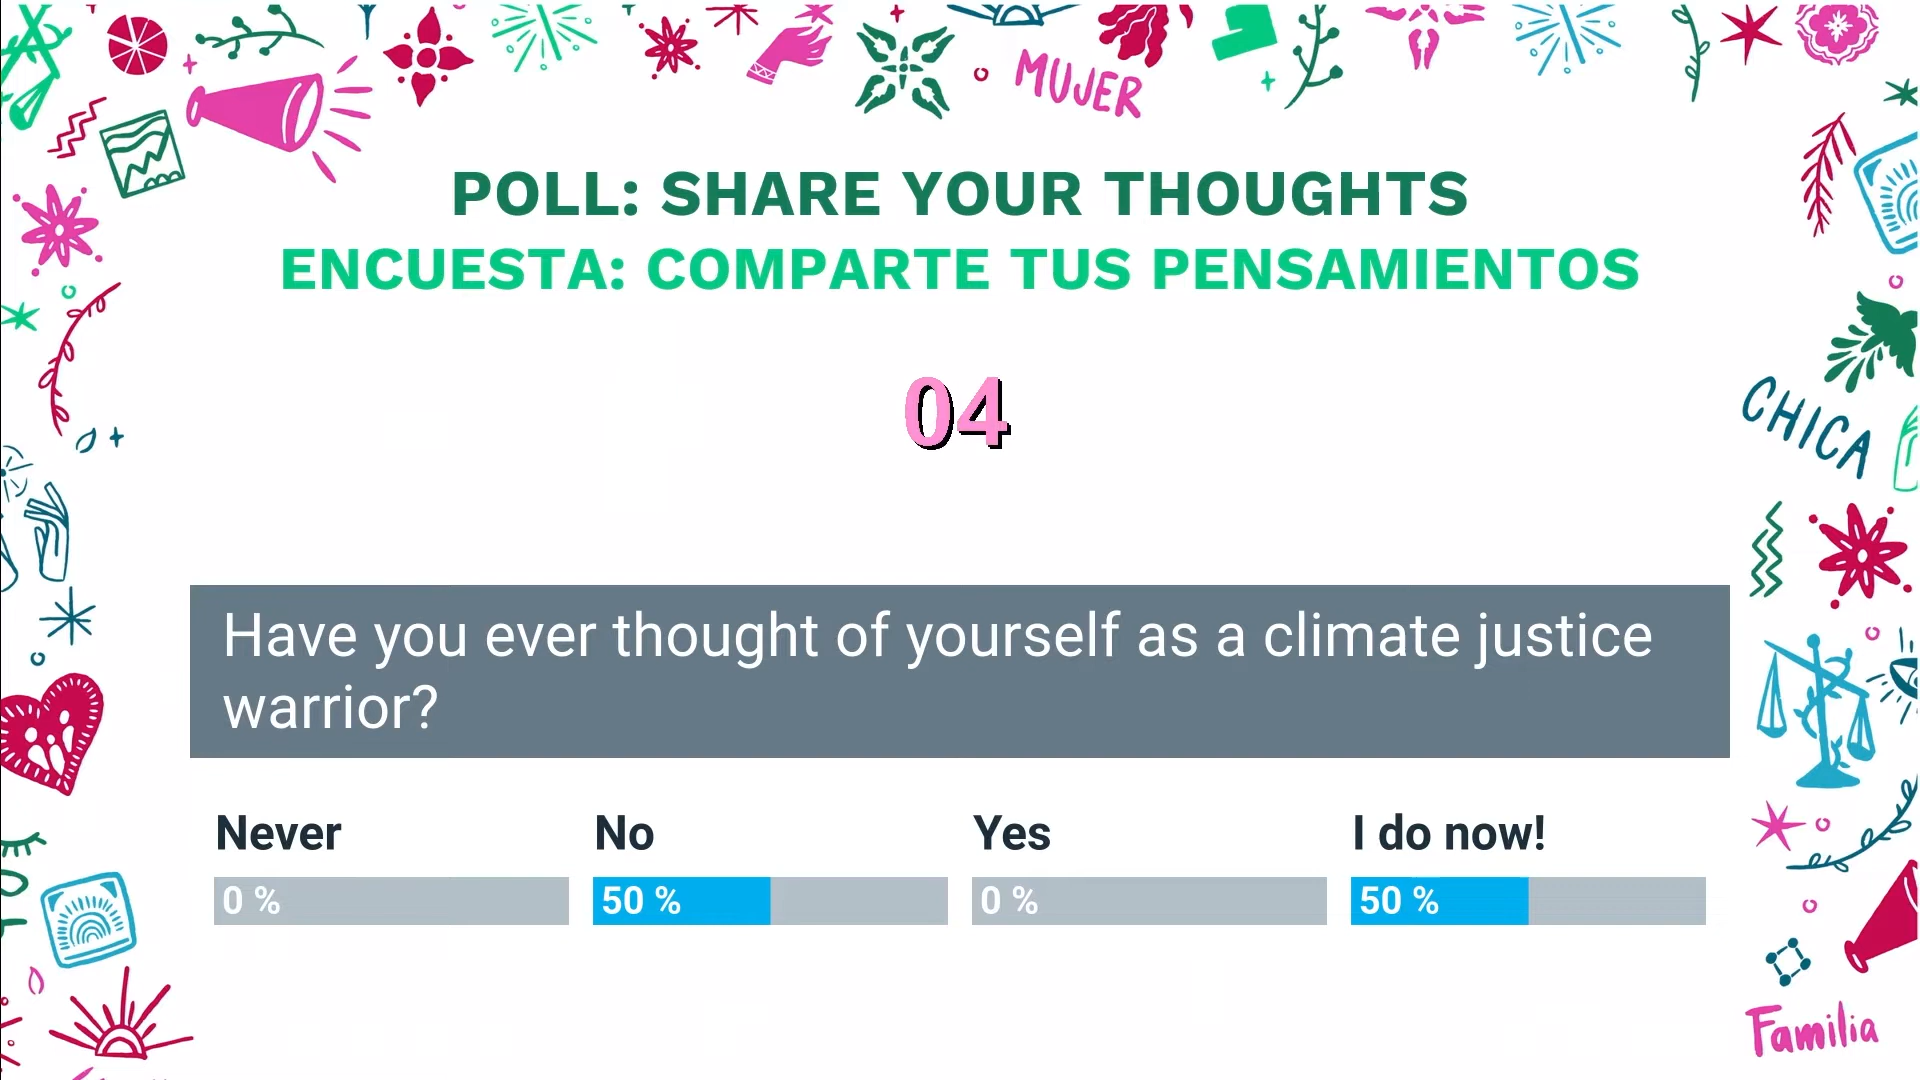 MUJER
POLL: SHARE YOUR THOUGHTS
ENCUESTA: COMPARTE TUS PENSAMIENTOS
04
CHICA
Have you ever thought of yourself as a climate justice
warrior?
Never
No
Yes
I do now!
0 %
50 %
0 %
50 %
Familia